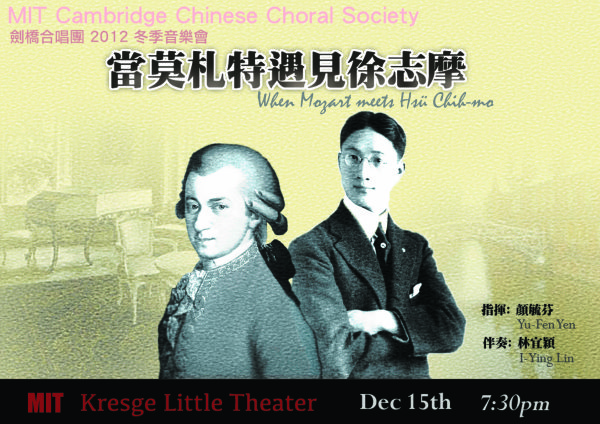 MIT Cambridge Chinese Choral Society
劍橋合唱團 2012 冬季音樂會
當莫札特遇見徐志摩
When Mozart meets Hsü Chih-mo
指揮: 顏毓芬
Yu-Fen Yen
伴奏: 林宜穎
I-Ying Lin
MIT Kresge Little Theater Dec 15th 7:30pm